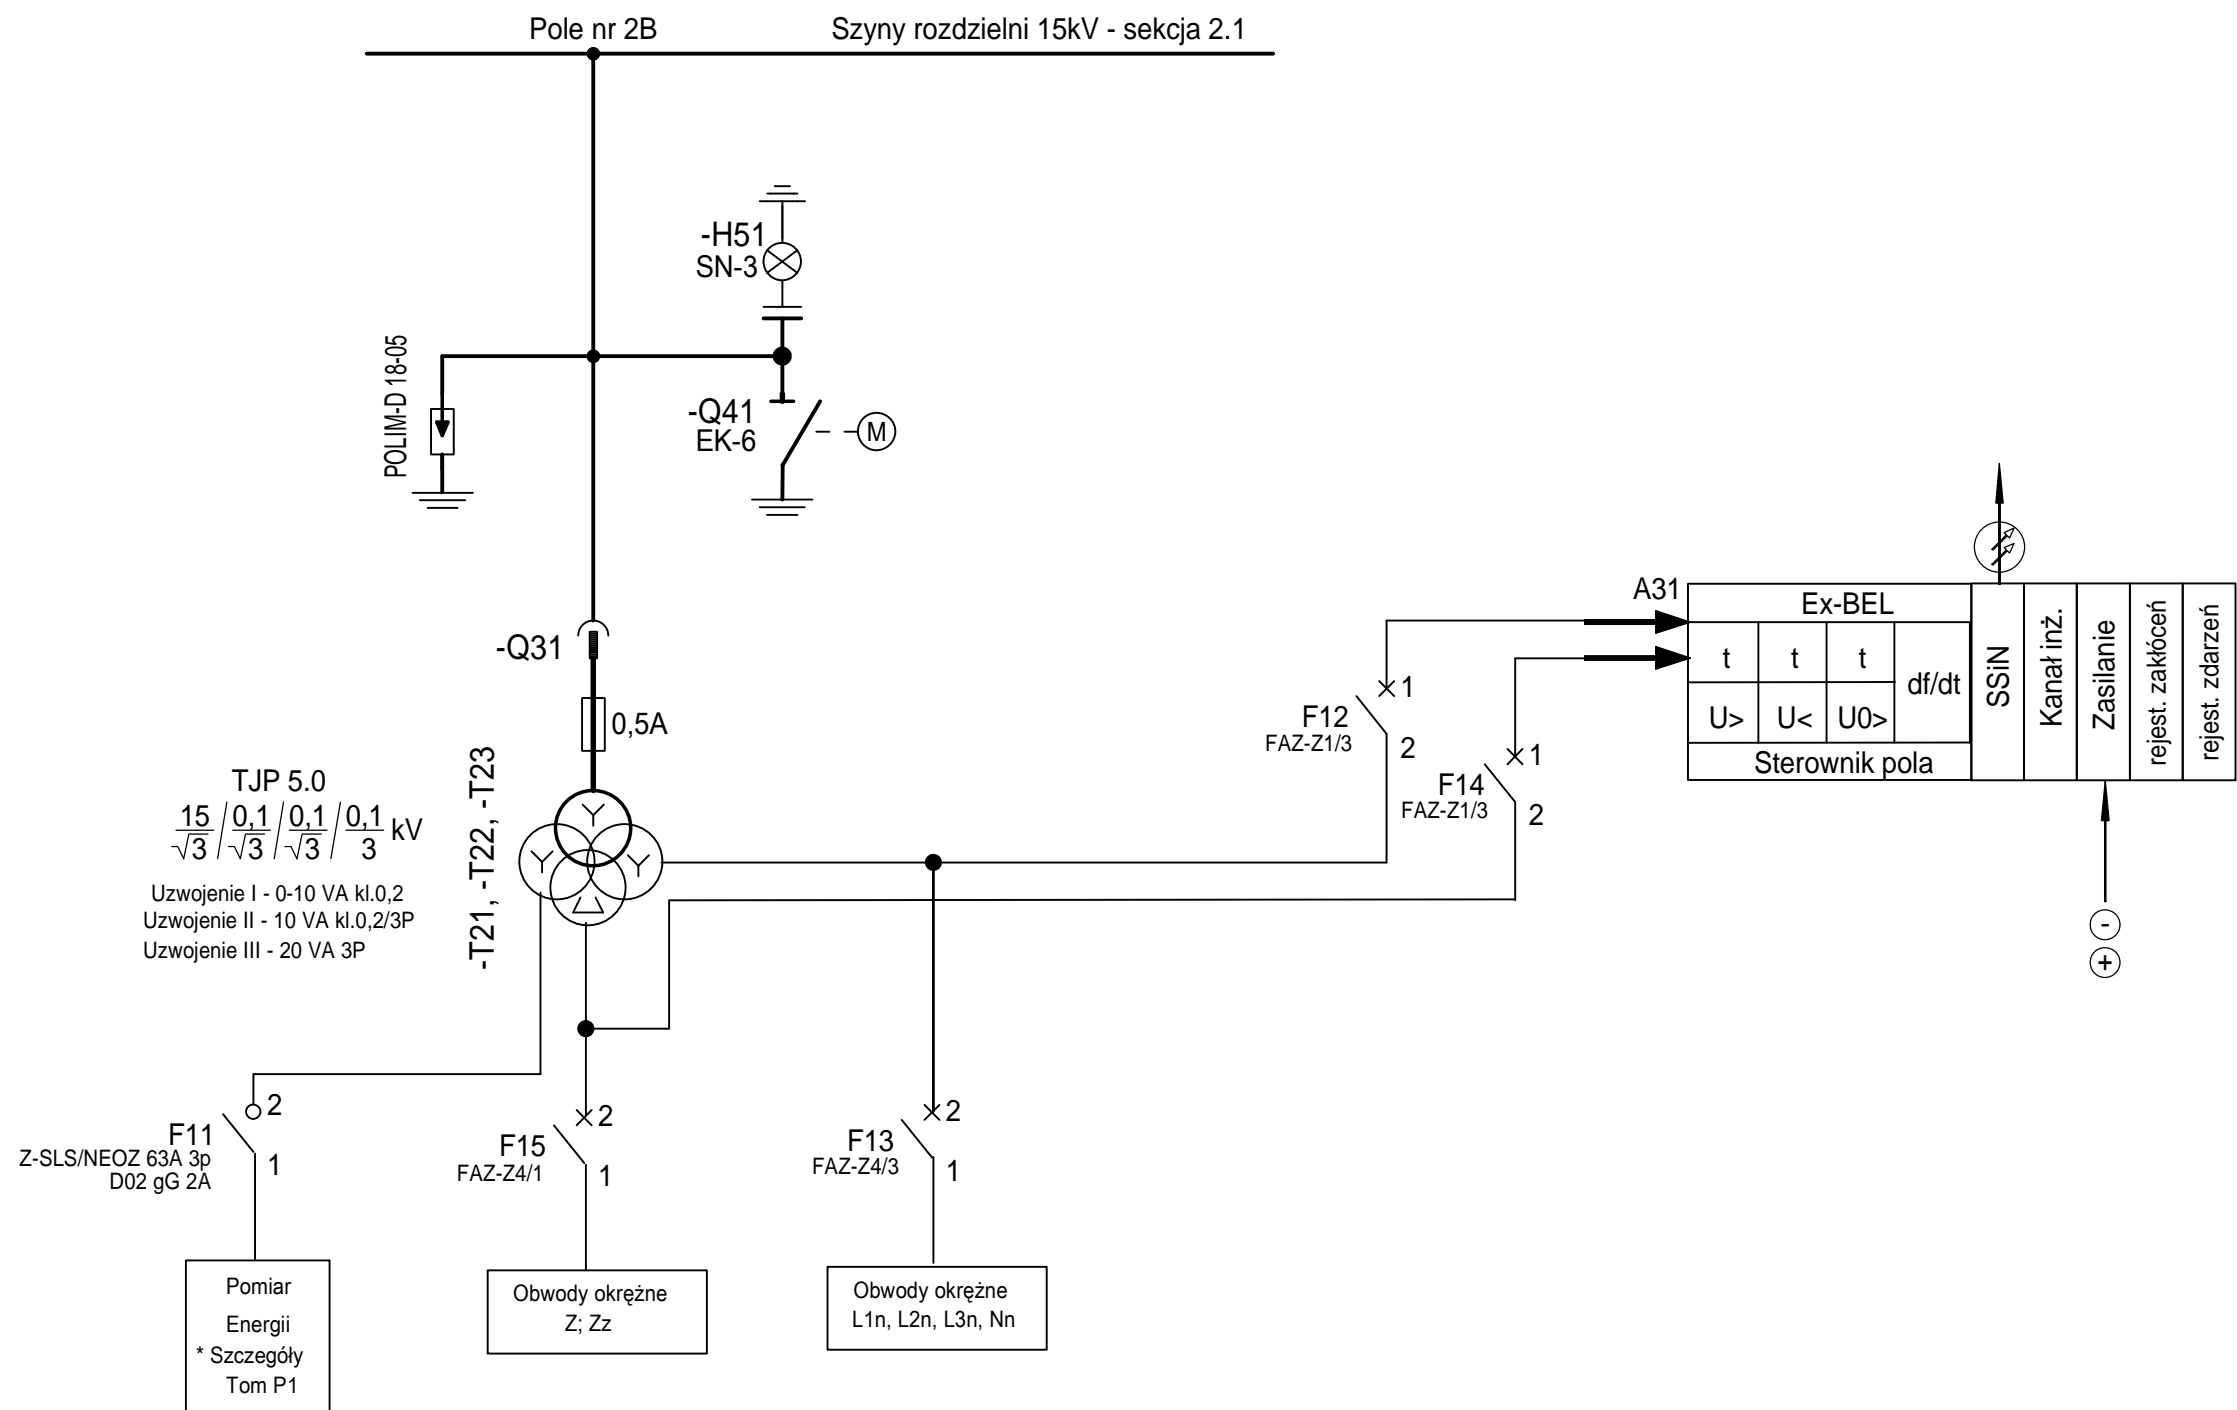 Pole nr 2B
Szyny rozdzielni 15kV - sekcja 2.1
-H51
SN-3
POLIM-D 18-05
-Q41
EK-6
M
-Q31
0,5A
TJP 5.0
15/√3 / 0,1/√3 / 0,1/√3 / 0,1/3 kV
Uzwojenie I - 0-10 VA kl.0,2
Uzwojenie II - 10 VA kl.0,2/3P
Uzwojenie III - 20 VA 3P
-T21, -T22, -T23
A31
Ex-BEL
t
t
t
df/dt
U>
U<
U0>
Sterownik pola
SSiN
Kanał inż.
Zasilanie
rejest. zakłóceń
rejest. zdarzeń
-
+
1
F12
FAZ-Z1/3
2
1
F14
FAZ-Z1/3
2
2
F11
Z-SLS/NEOZ 63A 3p
D02 gG 2A
1
2
F15
FAZ-Z4/1
1
2
F13
FAZ-Z4/3
1
Pomiar
Energii
* Szczegóły
Tom P1
Obwody okrężne
Z; Zz
Obwody okrężne
L1n, L2n, L3n, Nn